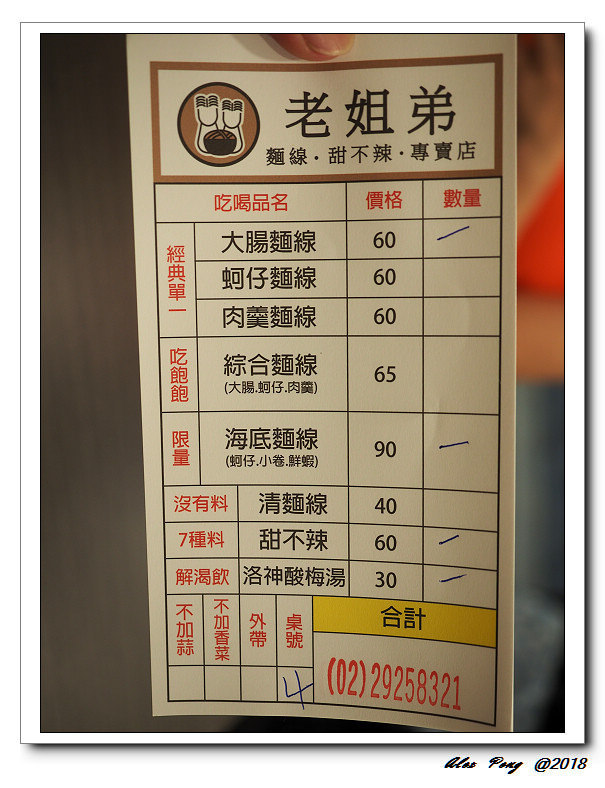 老姐弟
麵線·甜不辣·專賣店
吃喝品名 價格 數量
經典單一
大腸麵線 60
蚵仔麵線 60
肉羹麵線 60
吃飽飽 綜合麵線 65
(大腸.蚵仔.肉羹)
限量 海底麵線 90
(蚵仔.小卷.鮮蝦)
沒有料 清麵線 40
7種料 甜不辣 60
解渴飲 洛神酸梅湯 30
不加蒜 不加香菜 外帶 桌號 合計
4
(02)29258321
Alex Peng @2018